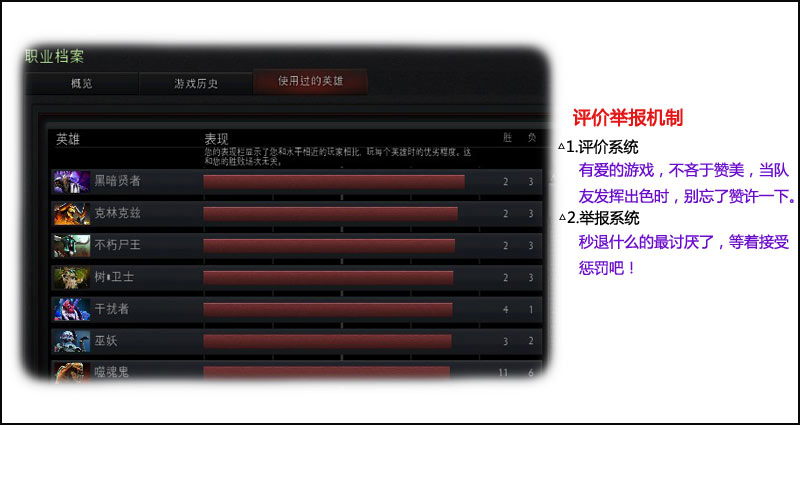 职业档案
概览
游戏历史
使用过的英雄
英雄
表现
胜
负
您的表现栏显示了您和水平相近的玩家相比，玩每个英雄时的优劣程度。这
和您的胜败场次无关。
黑暗贤者 2 3
克林克兹 2 3
不朽尸王 2 3
树 卫士 2 3
干扰者 4 1
巫妖 3 2
噬魂鬼 11 6
评价举报机制
△1.评价系统
有爱的游戏，不吝于赞美，当队
友发挥出色时，别忘了赞许一下。
△2.举报系统
秒退什么的最讨厌了，等着接受
惩罚吧！